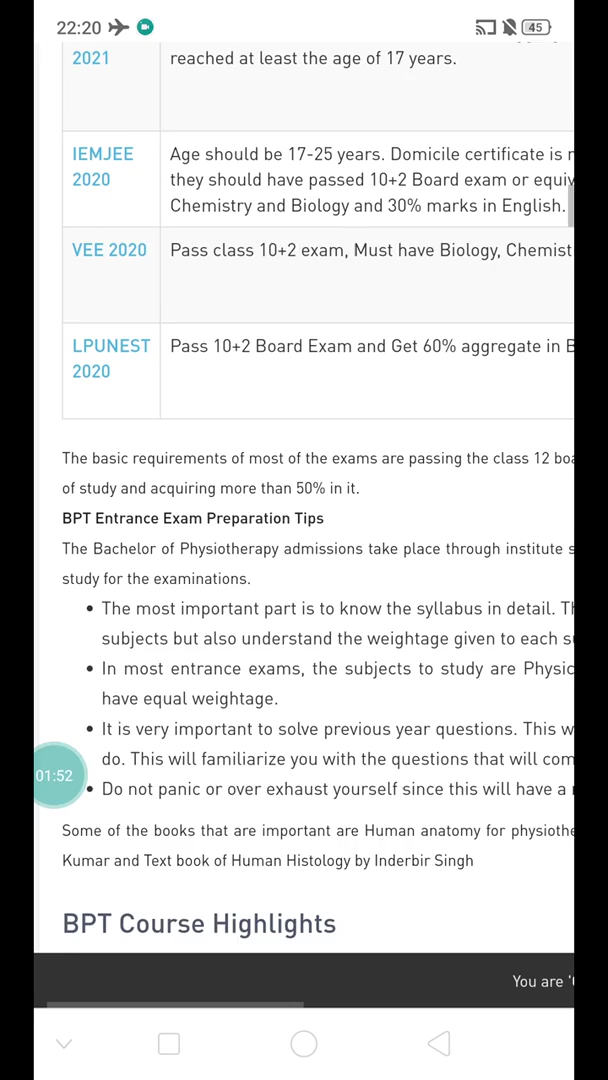 22:20
45
2021
reached at least the age of 17 years.
IEMJEE
2020
Age should be 17-25 years. Domicile certificate is
they should have passed 10+2 Board exam or
Chemistry and Biology and 30% marks in English.
VEE 2020
Pass class 10+2 exam, Must have Biology,
LPUNEST
2020
Pass 10+2 Board Exam and Get 60% aggregate in
The basic requirements of most of the exams are passing the class 12
of study and acquiring more than 50% in it.
BPT Entrance Exam Preparation Tips
The Bachelor of Physiotherapy admissions take place through institute
study for the examinations.
• The most important part is to know the syllabus in detail.
subjects but also understand the weightage given to each
• In most entrance exams, the subjects to study are
have equal weightage.
• It is very important to solve previous year questions. This
do. This will familiarize you with the questions that will
01:52
• Do not panic or over exhaust yourself since this will have a
Some of the books that are important are Human anatomy for
Kumar and Text book of Human Histology by Inderbir Singh
BPT Course Highlights
You are